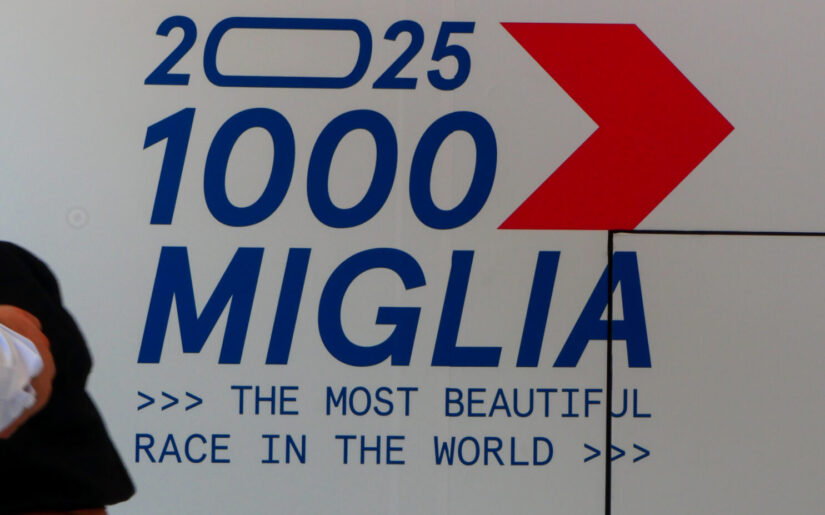 2025
1000
MIGLIA
>>> THE MOST BEAUTIFUL
RACE IN THE WORLD >>>